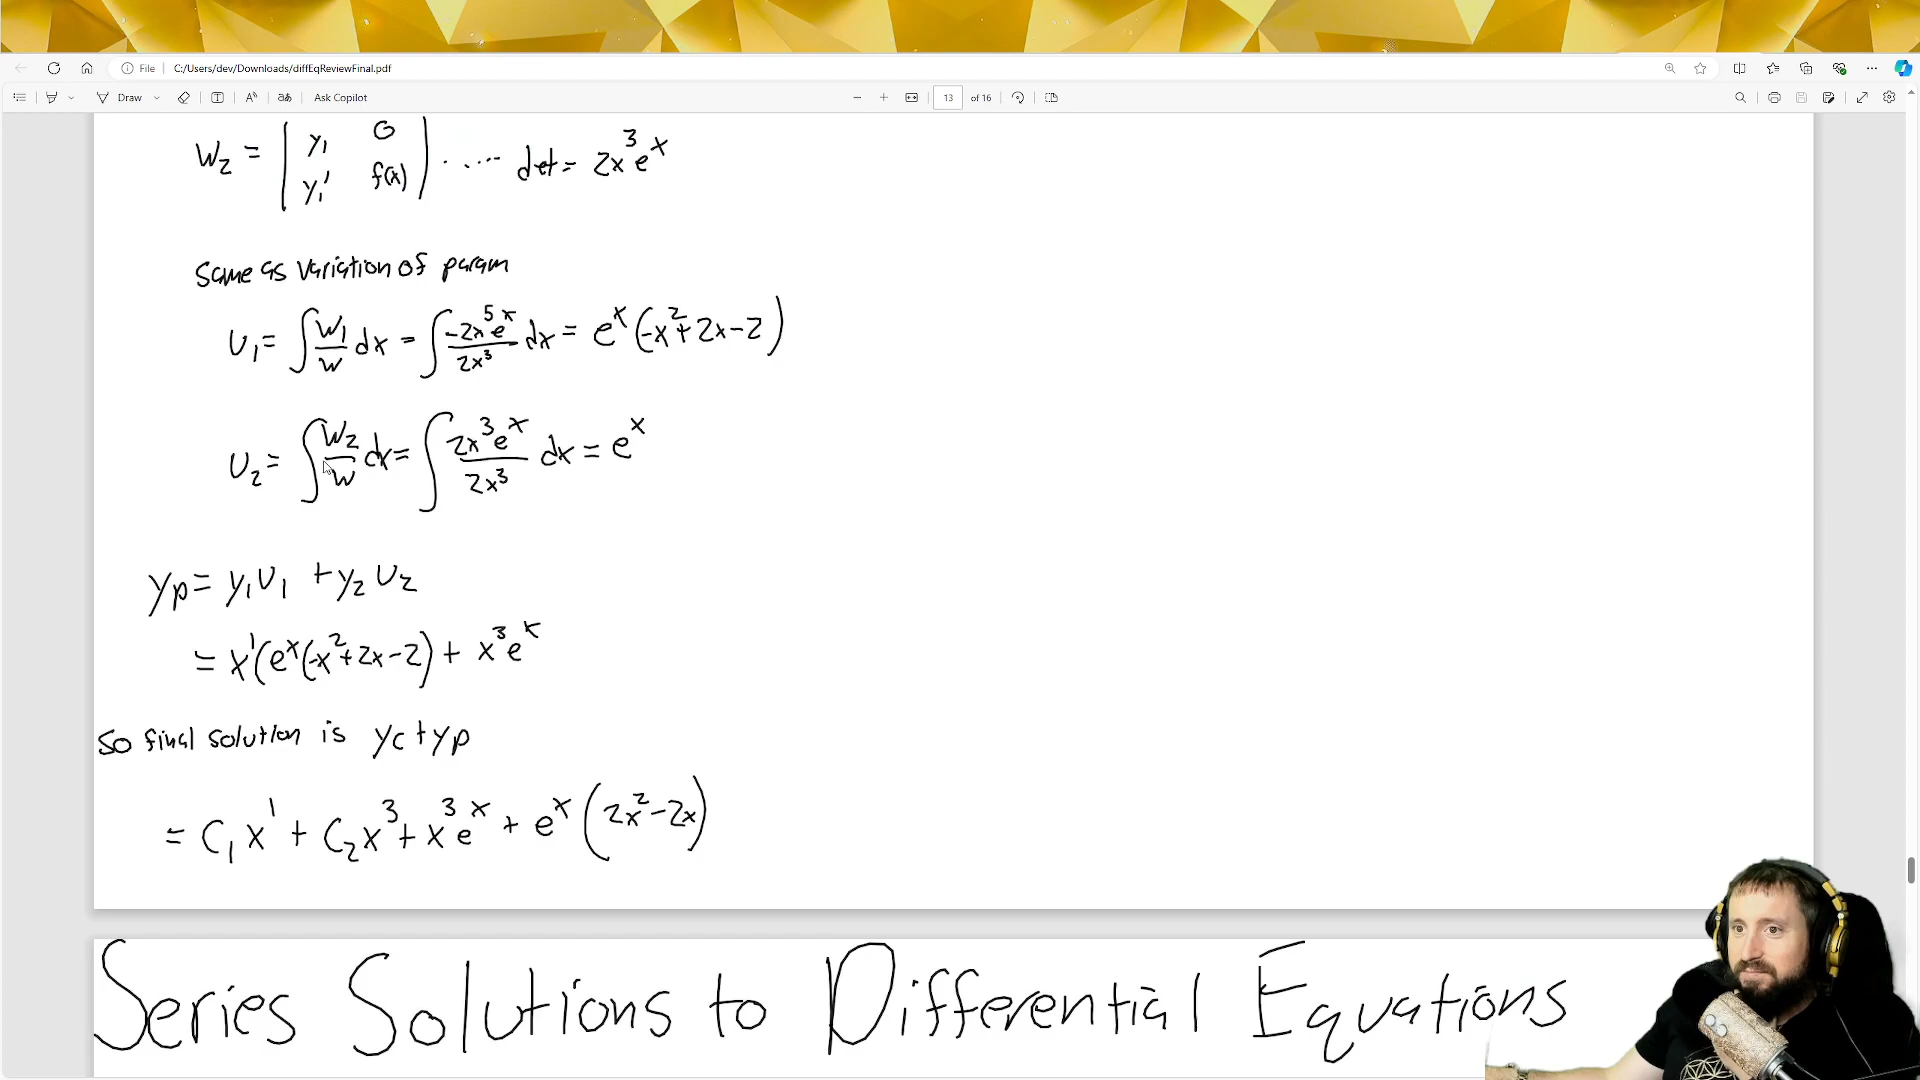 File C:/Users/dev/Downloads/diffEqReviewFinal.pdf
Draw Ask Copilot 13 of 16
W₂ = | y₁ 0 | ..... det = 2x³eˣ
| y₁' f(x) |
Same as variation of param
U₁ = ∫ W₁/W dx = ∫ -2x⁵eˣ/2x³ dx = eˣ(-x²+2x-2)
U₂ = ∫ W₂/W dx = ∫ 2x³eˣ/2x³ dx = eˣ
yp = y₁U₁ + y₂U₂
= x¹(eˣ(-x²+2x-2) + x³eˣ
So final solution is yc+yp
= C₁x¹ + C₂x³ + x³eˣ + eˣ(2x²-2x)
Series Solutions to Differential Equations